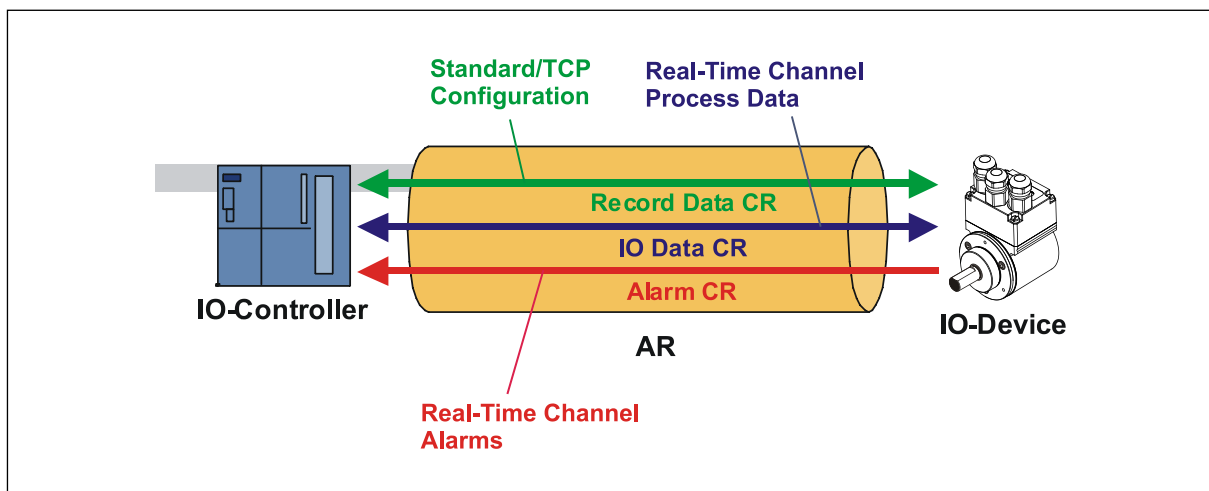 Standard/TCP
Configuration
Real-Time Channel
Process Data
Record Data CR
IO Data CR
Alarm CR
IO-Controller
IO-Device
AR
Real-Time Channel
Alarms